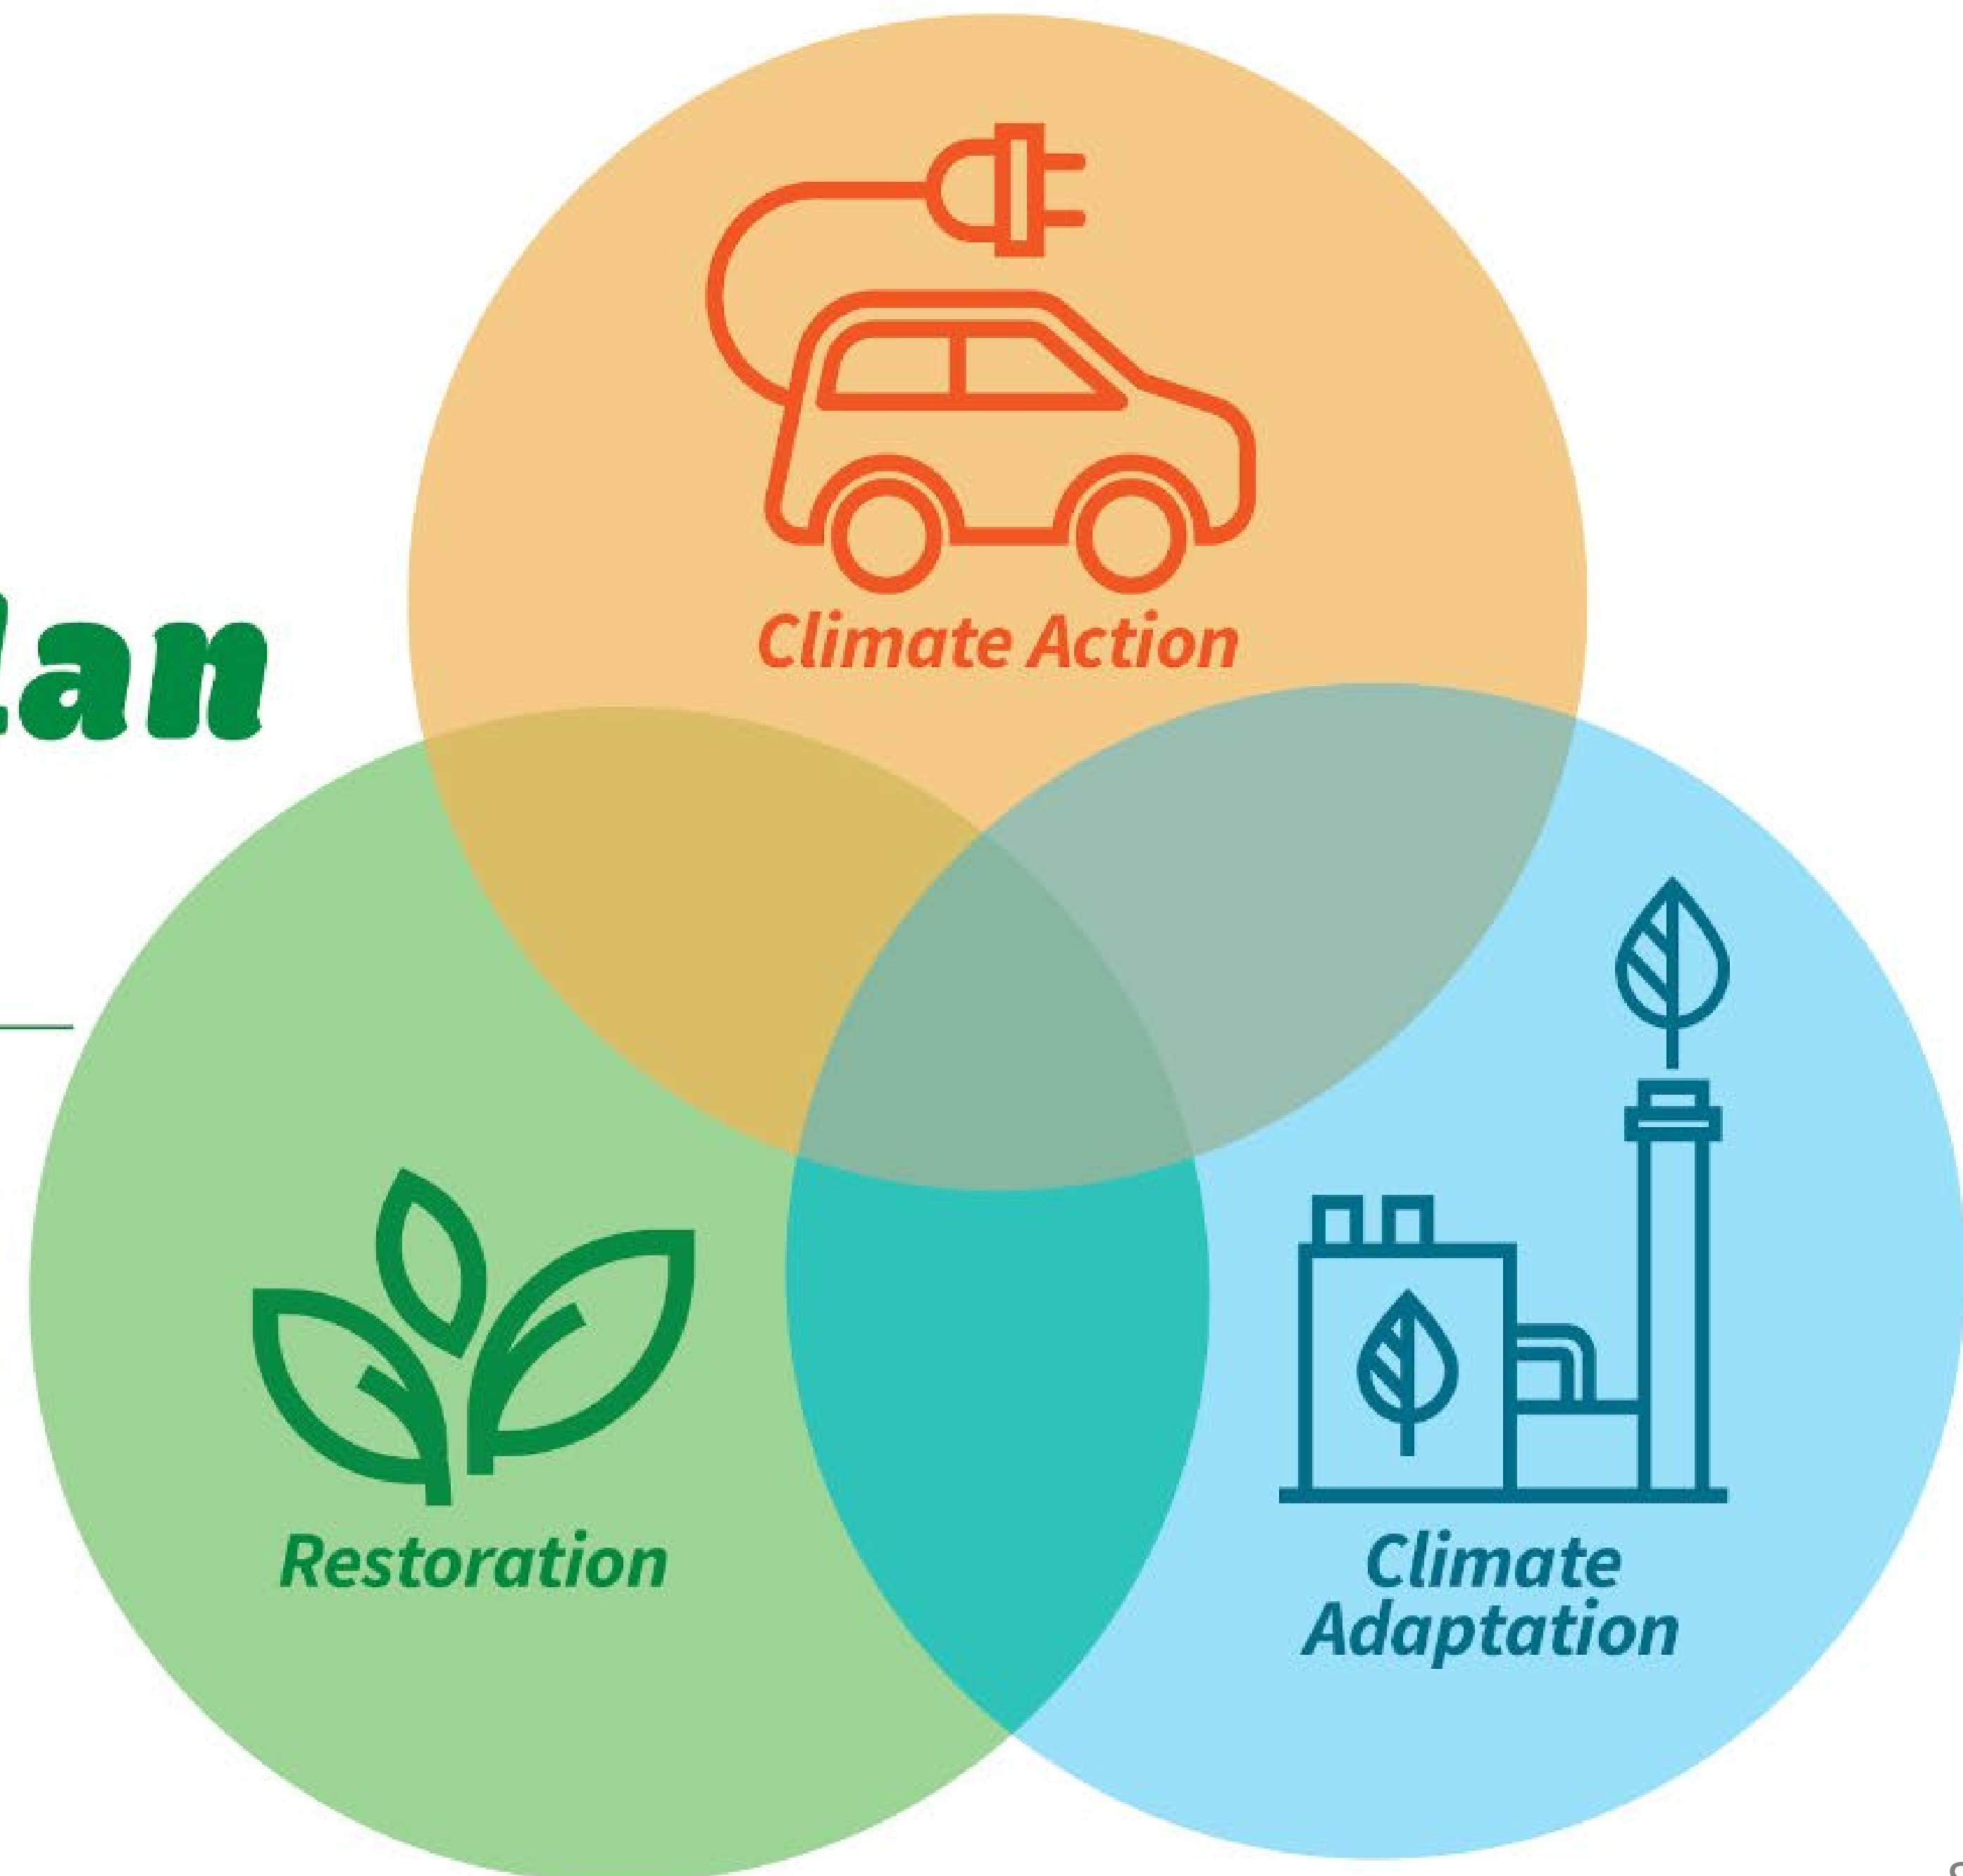 Climate Action
lan
Restoration
Climate
Adaptation